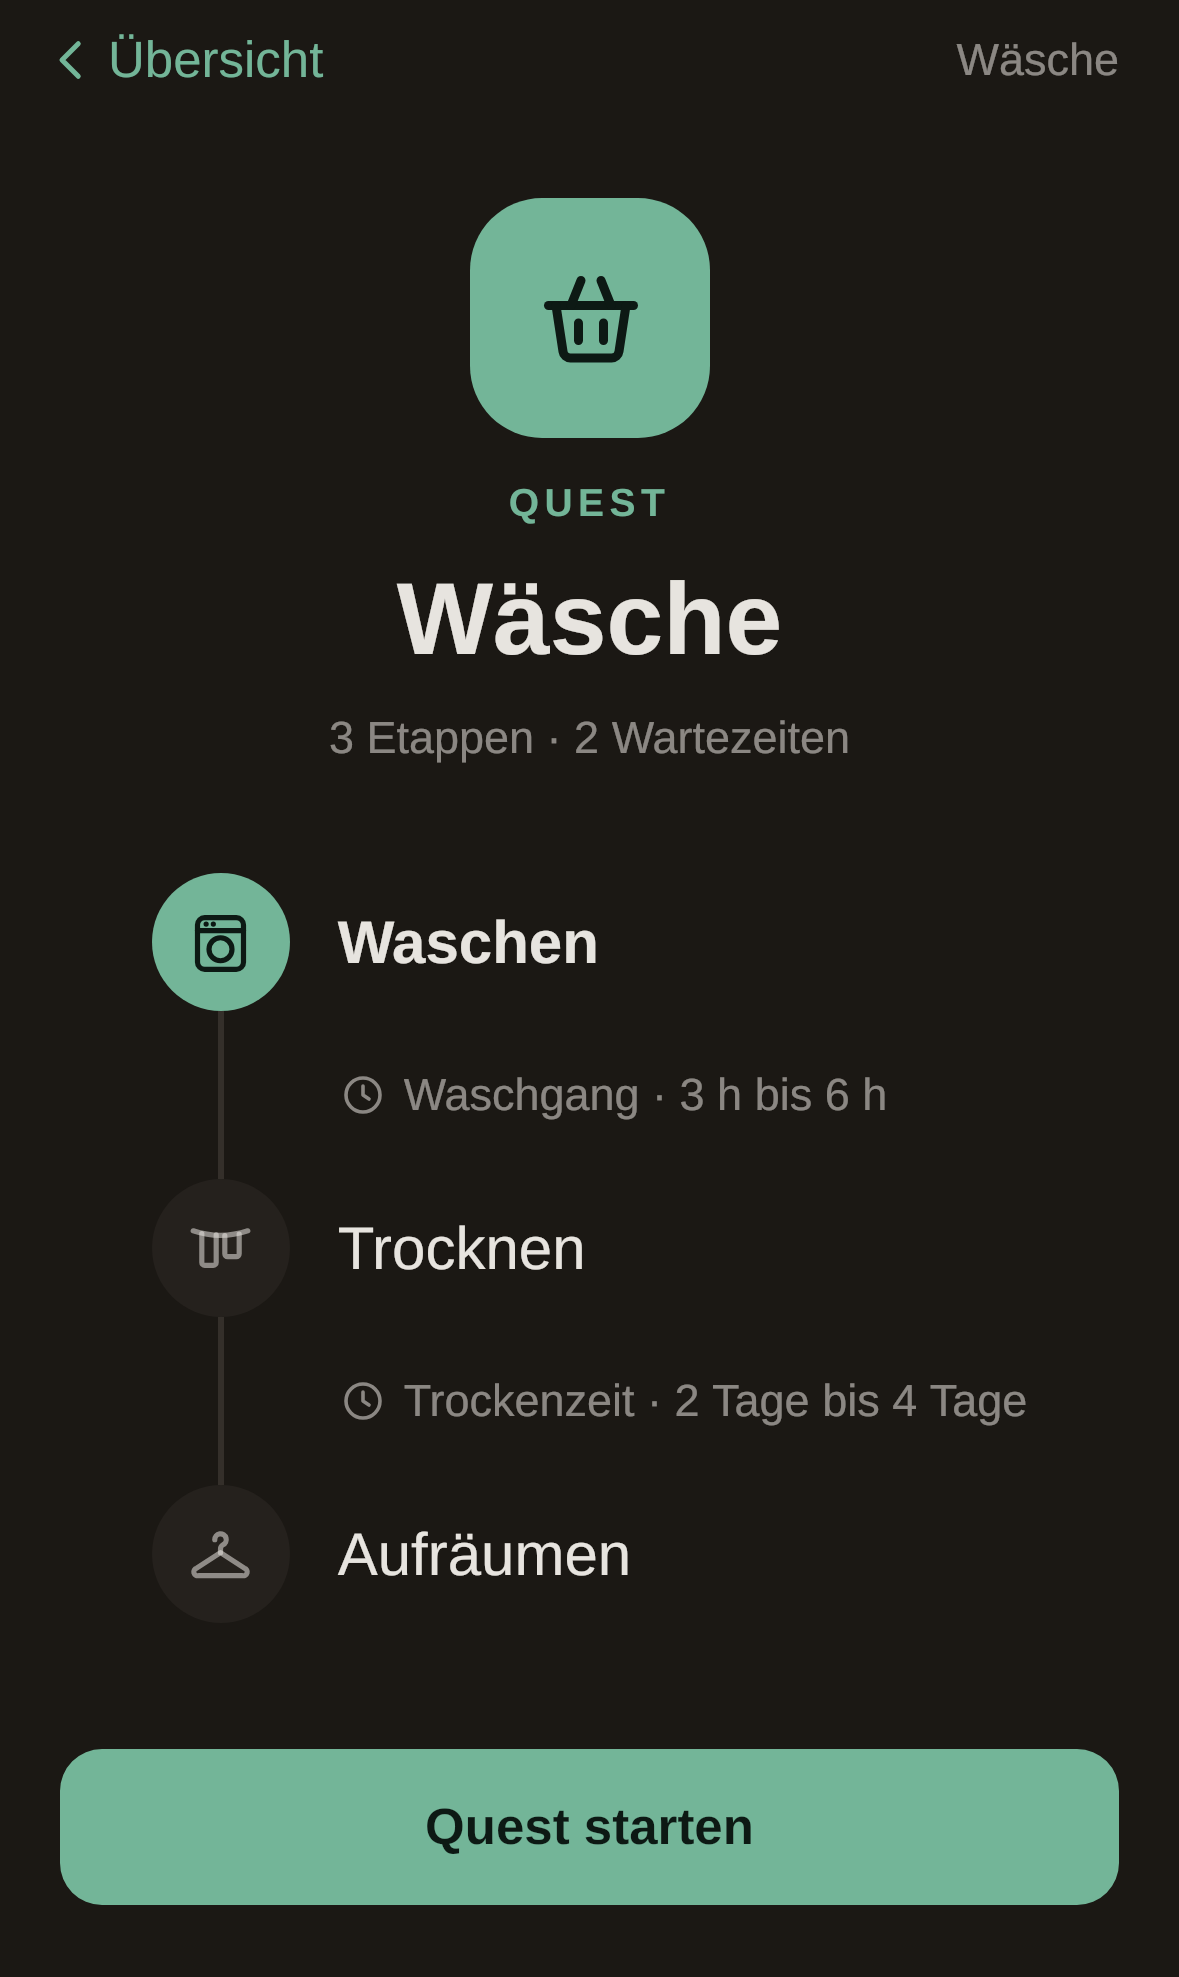 Übersicht
Wäsche
QUEST
Wäsche
3 Etappen · 2 Wartezeiten
Waschen
Waschgang · 3 h bis 6 h
Trocknen
Trockenzeit · 2 Tage bis 4 Tage
Aufräumen
Quest starten